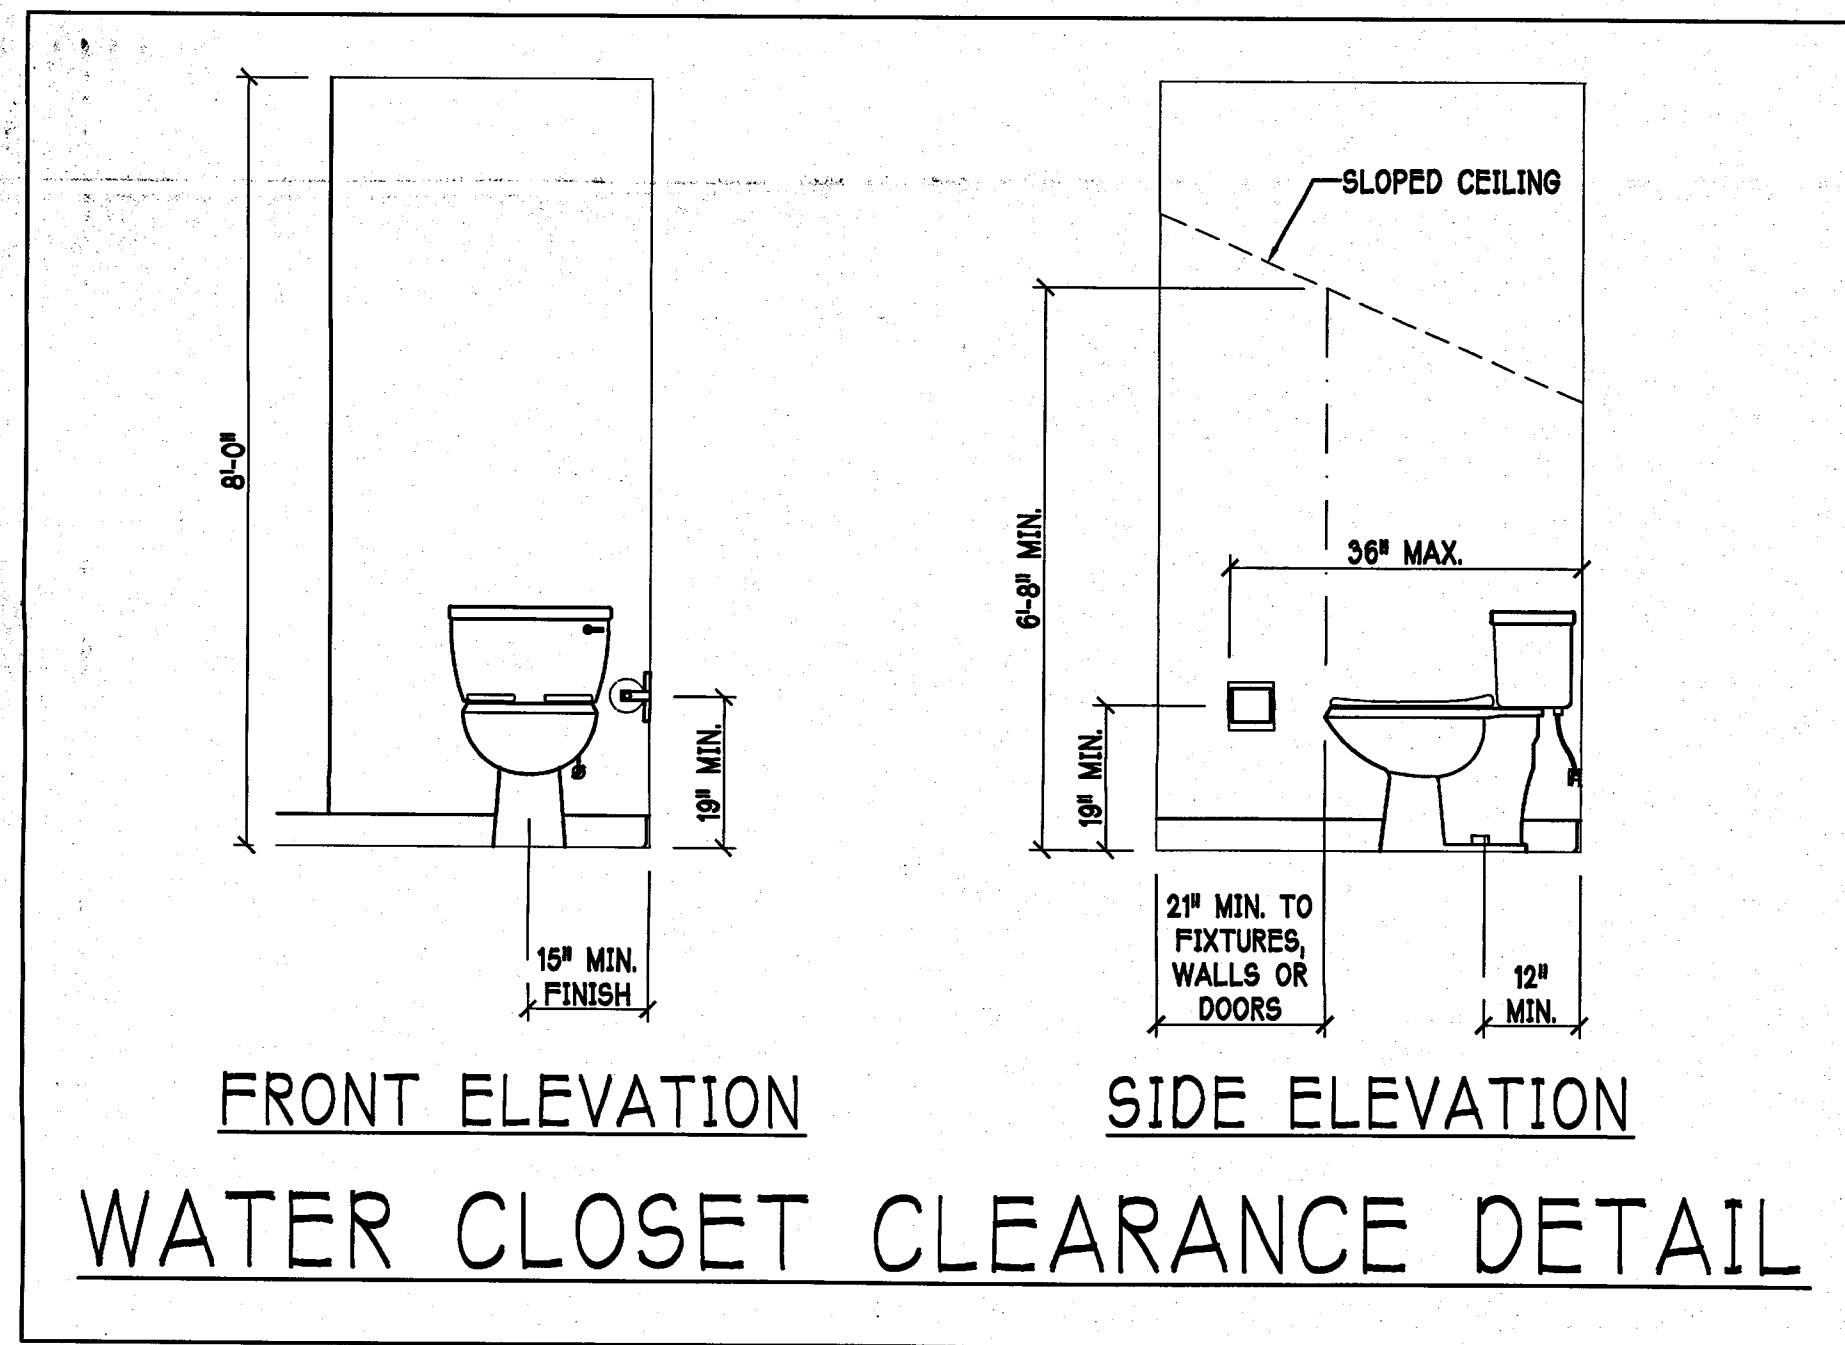 8'-0"
19" MIN.
15" MIN.
FINISH
FRONT ELEVATION
SLOPED CEILING
6'-8" MIN.
36" MAX.
19" MIN.
21" MIN. TO
FIXTURES,
WALLS OR
DOORS
12"
MIN.
SIDE ELEVATION
WATER CLOSET CLEARANCE DETAIL